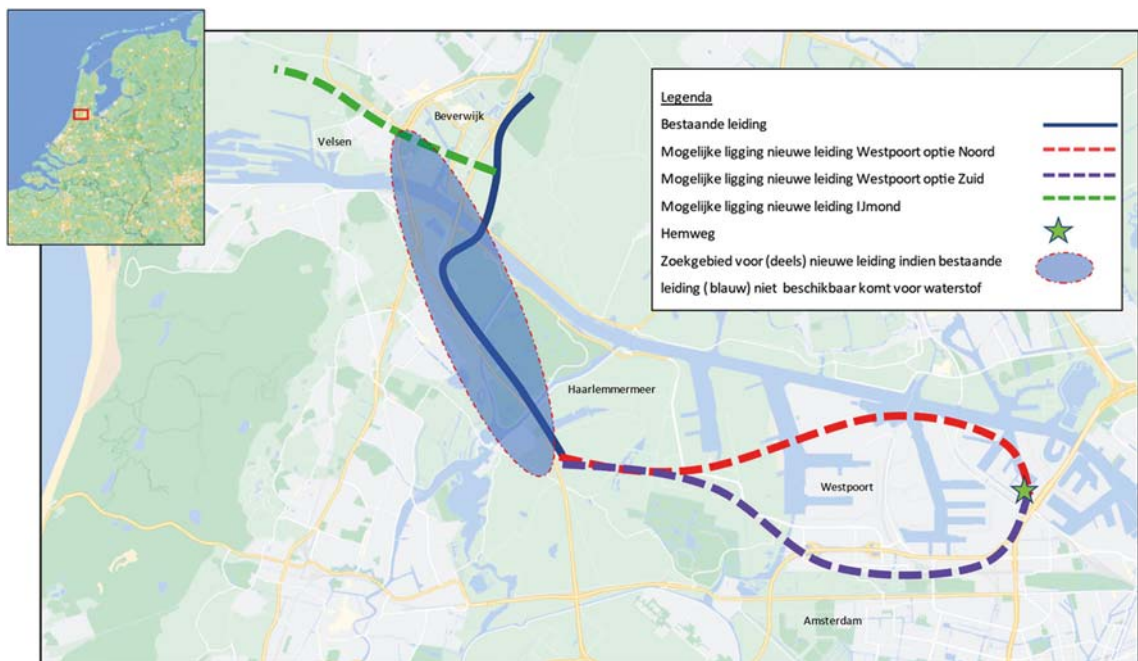 Legenda
Bestaande leiding
Mogelijke ligging nieuwe leiding Westpoort optie Noord
Mogelijke ligging nieuwe leiding Westpoort optie Zuid
Mogelijke ligging nieuwe leiding IJmond
Hemweg
Zoekgebied voor (deels) nieuwe leiding indien bestaande
leiding (blauw) niet beschikbaar komt voor waterstof
Beverwijk
Velsen
Haarlemmermeer
Westpoort
Amsterdam